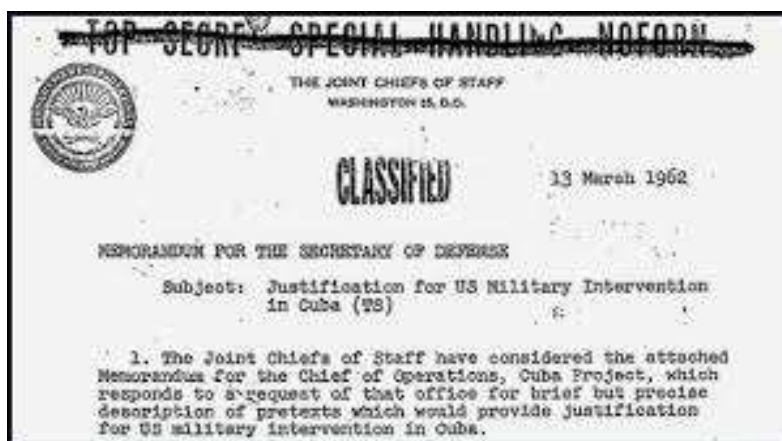 TOP SECRET SPECIAL HANDLING NOFORN
THE JOINT CHIEFS OF STAFF
WASHINGTON 25, D.C.
CLASSIFIED
13 March 1962
MEMORANDUM FOR THE SECRETARY OF DEFENSE
Subject: Justification for US Military Intervention
in Cuba (TS)
1. The Joint Chiefs of Staff have considered the attached
Memorandum for the Chief of Operations, Cuba Project, which
responds to a request of that office for brief but precise
description of pretexts which would provide justification
for US military intervention in Cuba.